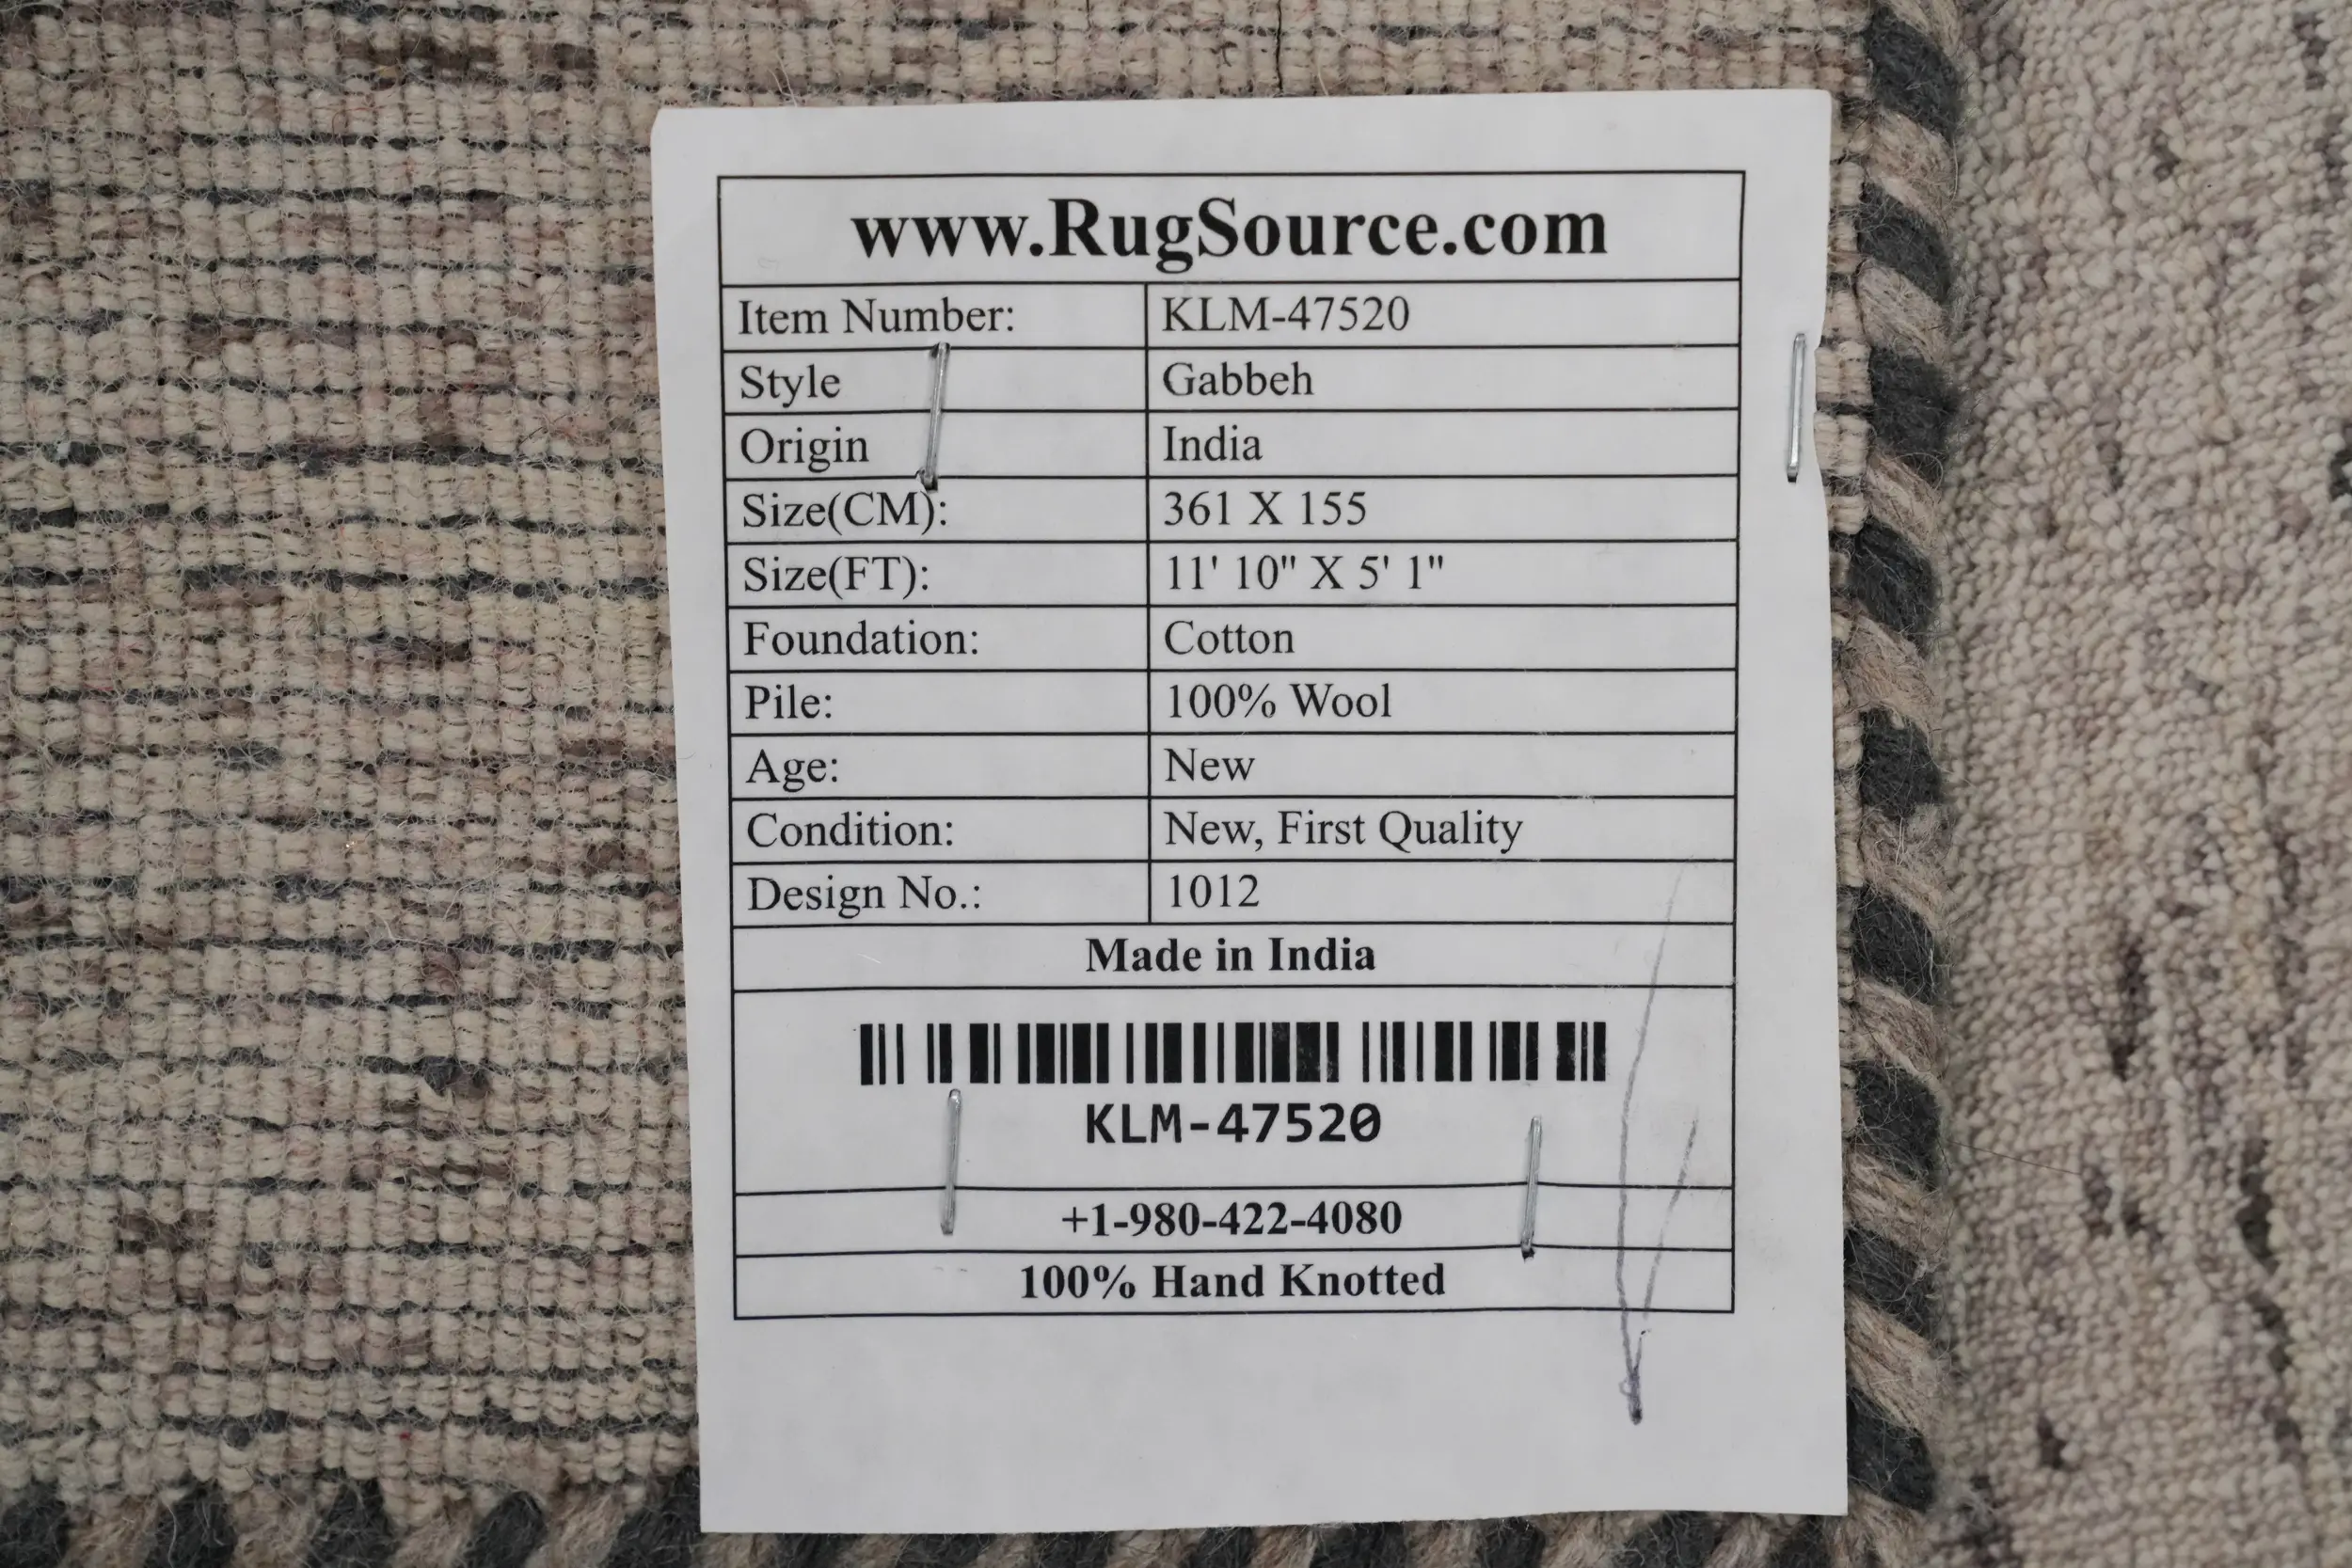 www.RugSource.com
Item Number: KLM-47520
Style Gabbeh
Origin India
Size(CM): 361 X 155
Size(FT): 11' 10" X 5' 1"
Foundation: Cotton
Pile: 100% Wool
Age: New
Condition: New, First Quality
Design No.: 1012
Made in India
KLM-47520
+1-980-422-4080
100% Hand Knotted